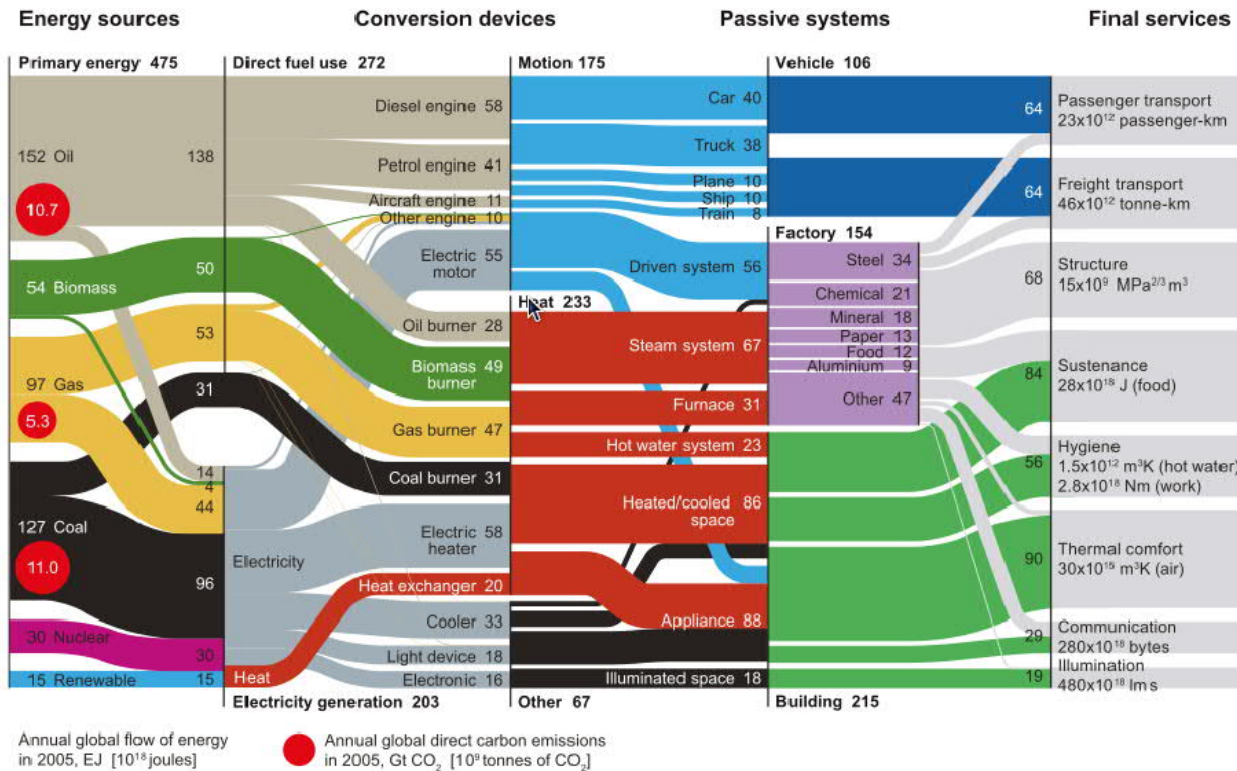 Energy sources
Conversion devices
Passive systems
Final services
Primary energy 475
Direct fuel use 272
Motion 175
Vehicle 106
152 Oil
138
10.7
54 Biomass
50
97 Gas
53
5.3
31
127 Coal
11.0
14
4
44
96
30 Nuclear
30
15 Renewable
15
Electricity
Heat
Electricity generation 203
Diesel engine 58
Petrol engine 41
Aircraft engine 11
Other engine 10
Electric
motor
55
Oil burner 28
Biomass
burner
49
Gas burner 47
Coal burner 31
Electric
heater
58
Heat exchanger 20
Cooler 33
Light device 18
Electronic 16
Car 40
Truck 38
Plane 10
Ship 10
Train 8
Driven system 56
Heat 233
Steam system 67
Furnace 31
Hot water system 23
Heated/cooled
space
86
Appliance 88
Illuminated space 18
Other 67
Factory 154
Steel 34
Chemical 21
Mineral 18
Paper 13
Food 12
Aluminium 9
Other 47
Building 215
64
64
68
84
56
90
29
19
Passenger transport
23x10¹² passenger-km
Freight transport
46x10¹² tonne-km
Structure
15x10⁹ MPa²ᐟ³ m³
Sustenance
28x10¹⁸ J (food)
Hygiene
1.5x10¹² m³K (hot water)
2.8x10¹⁸ Nm (work)
Thermal comfort
30x10¹⁵ m³K (air)
Communication
280x10¹⁸ bytes
Illumination
480x10¹⁸ lm s
Annual global flow of energy
in 2005, EJ [10¹⁸ joules]
Annual global direct carbon emissions
in 2005, Gt CO₂ [10⁹ tonnes of CO₂]